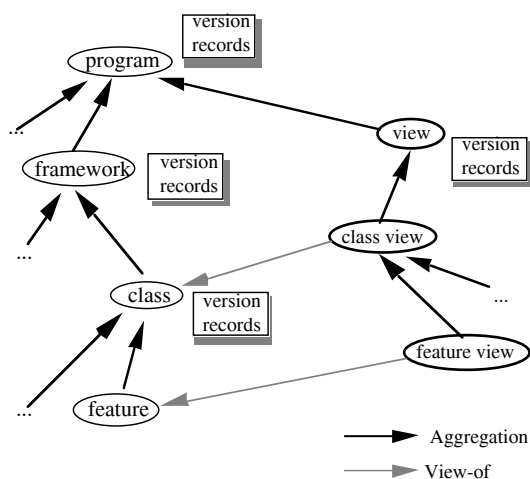 version
records
program
...
view
version
records
framework
version
records
...
class view
class
version
records
...
feature view
...
feature
Aggregation
View-of